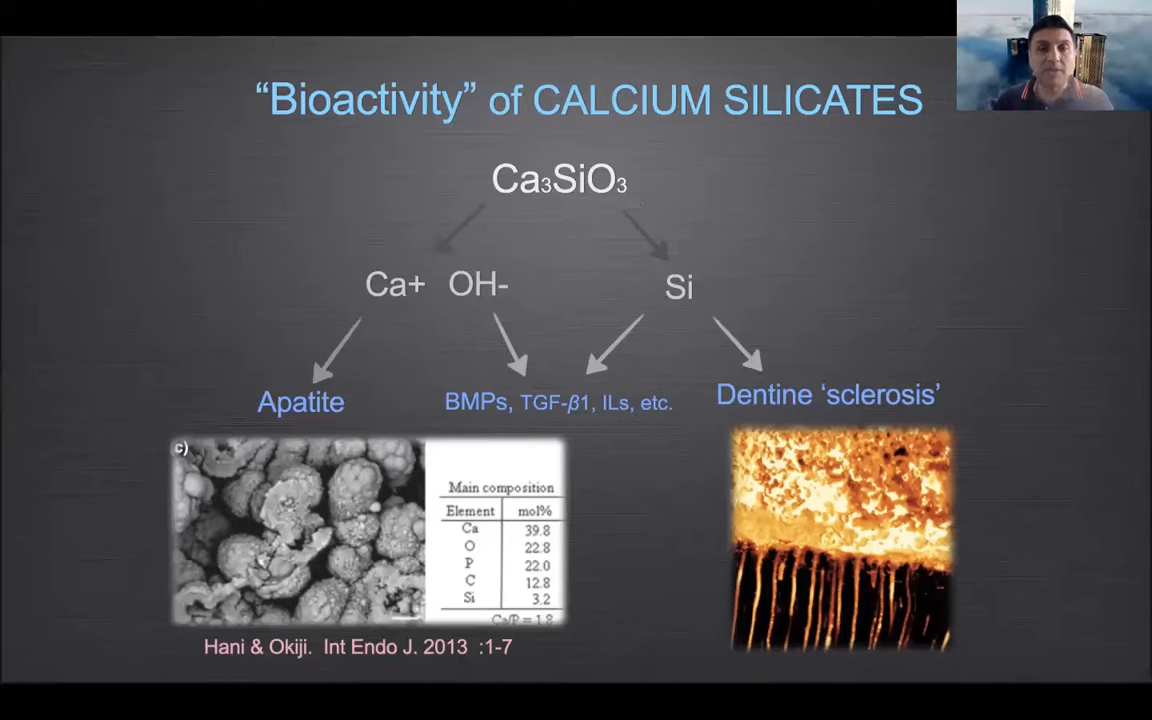 “Bioactivity” of CALCIUM SILICATES
Ca3SiO3
Ca+ OH- Si
Apatite BMPs, TGF-β1, ILs, etc. Dentine ‘sclerosis’
c)
Main composition
Element mol%
Ca 39.8
O 22.8
P 22.0
C 12.8
Si 3.2
Ca/P = 1.8
Hani & Okiji. Int Endo J. 2013 :1-7